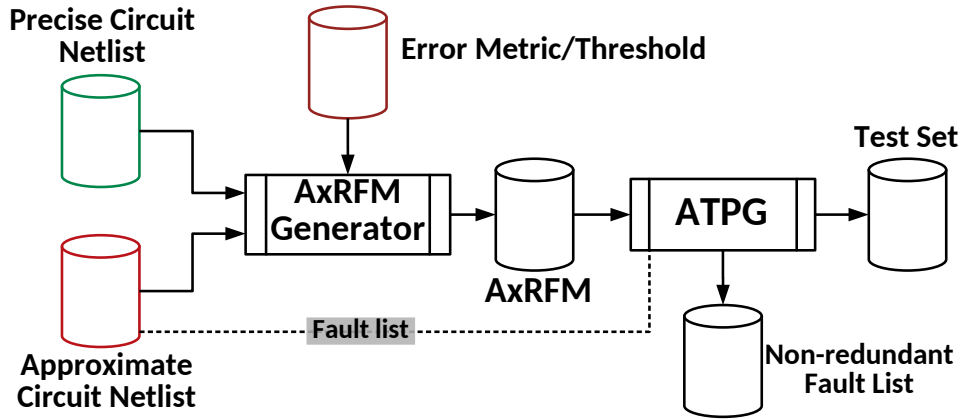 Precise Circuit
Netlist
Error Metric/Threshold
Test Set
AxRFM
Generator
ATPG
AxRFM
Fault list
Approximate
Circuit Netlist
Non-redundant
Fault List